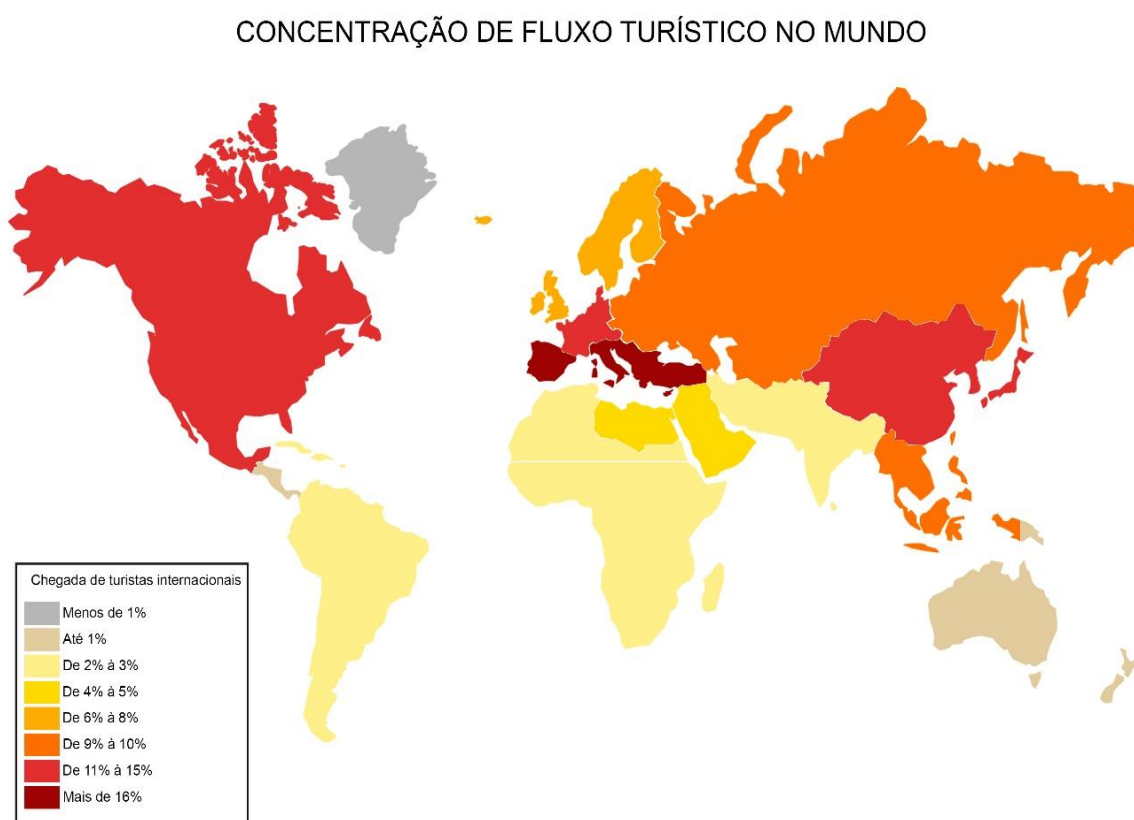 CONCENTRAÇÃO DE FLUXO TURÍSTICO NO MUNDO
Chegada de turistas internacionais
Menos de 1%
Até 1%
De 2% à 3%
De 4% à 5%
De 6% à 8%
De 9% à 10%
De 11% à 15%
Mais de 16%